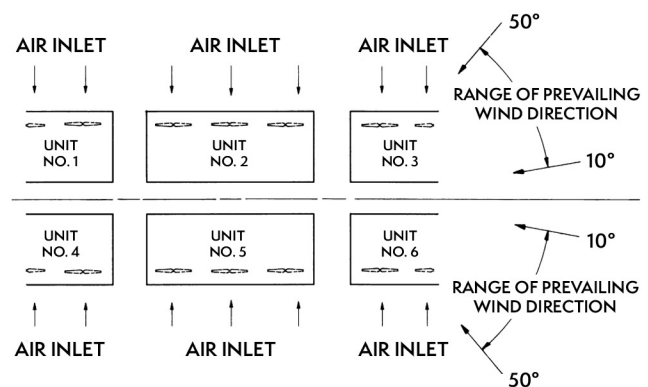 50°
AIR INLET
AIR INLET
AIR INLET
RANGE OF PREVAILING
WIND DIRECTION
UNIT
NO. 1
UNIT
NO. 2
UNIT
NO. 3
10°
UNIT
NO. 4
UNIT
NO. 5
UNIT
NO. 6
10°
RANGE OF PREVAILING
WIND DIRECTION
AIR INLET
AIR INLET
AIR INLET
50°